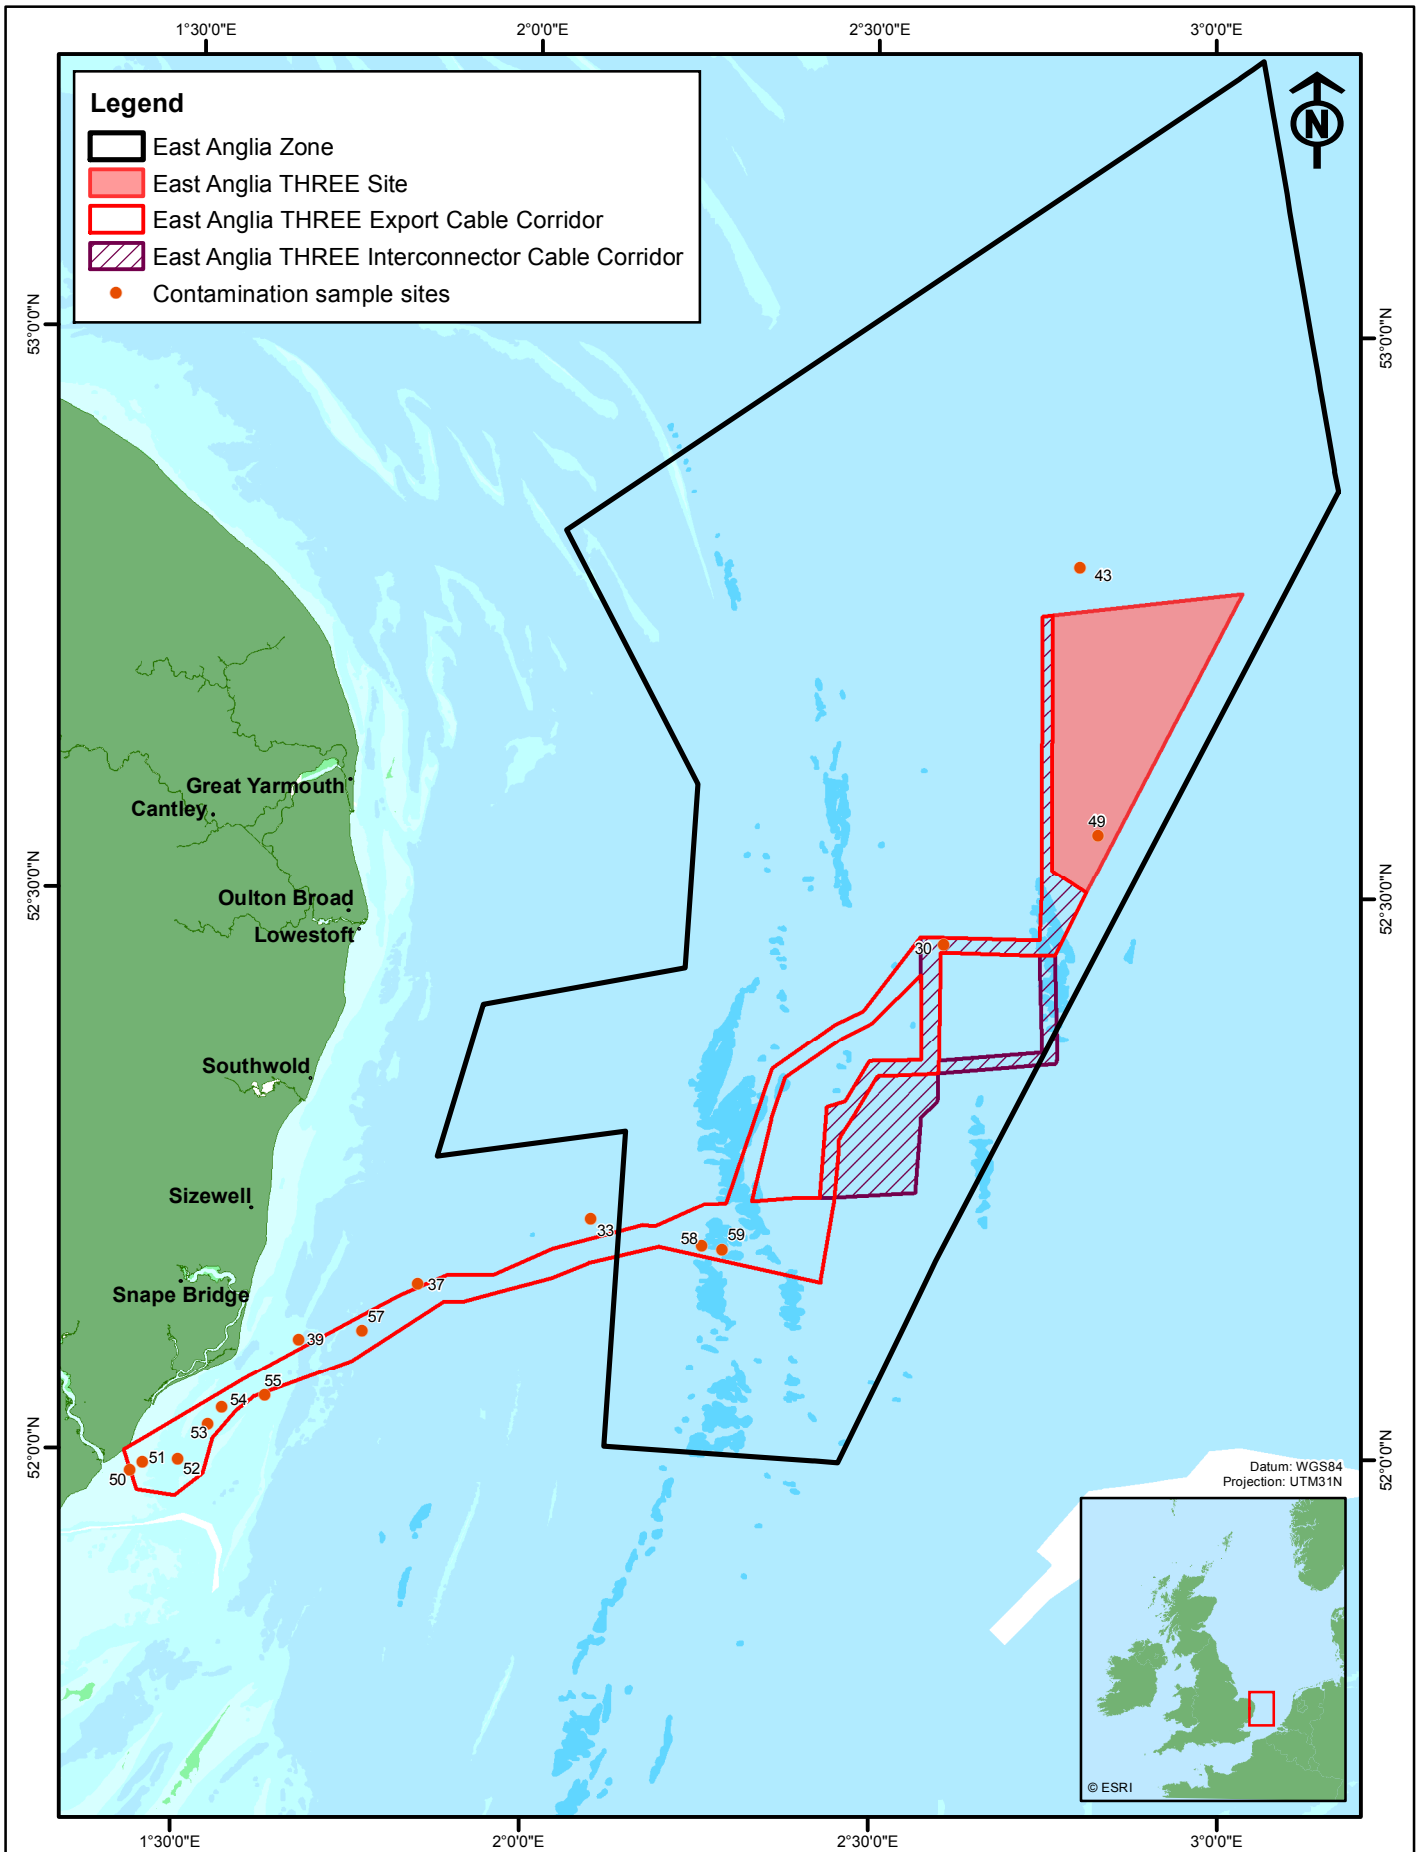 1°30'0"E
2°0'0"E
2°30'0"E
3°0'0"E
Legend
East Anglia Zone
East Anglia THREE Site
East Anglia THREE Export Cable Corridor
East Anglia THREE Interconnector Cable Corridor
Contamination sample sites
N
53°0'0"N
53°0'0"N
43
Great Yarmouth
Cantley
49
52°30'0"N
52°30'0"N
Oulton Broad
Lowestoft
30
Southwold
Sizewell
33
58
59
Snape Bridge
37
57
39
55
54
53
51
52
50
52°0'0"N
52°0'0"N
Datum: WGS84
Projection: UTM31N
© ESRI
1°30'0"E
2°0'0"E
2°30'0"E
3°0'0"E